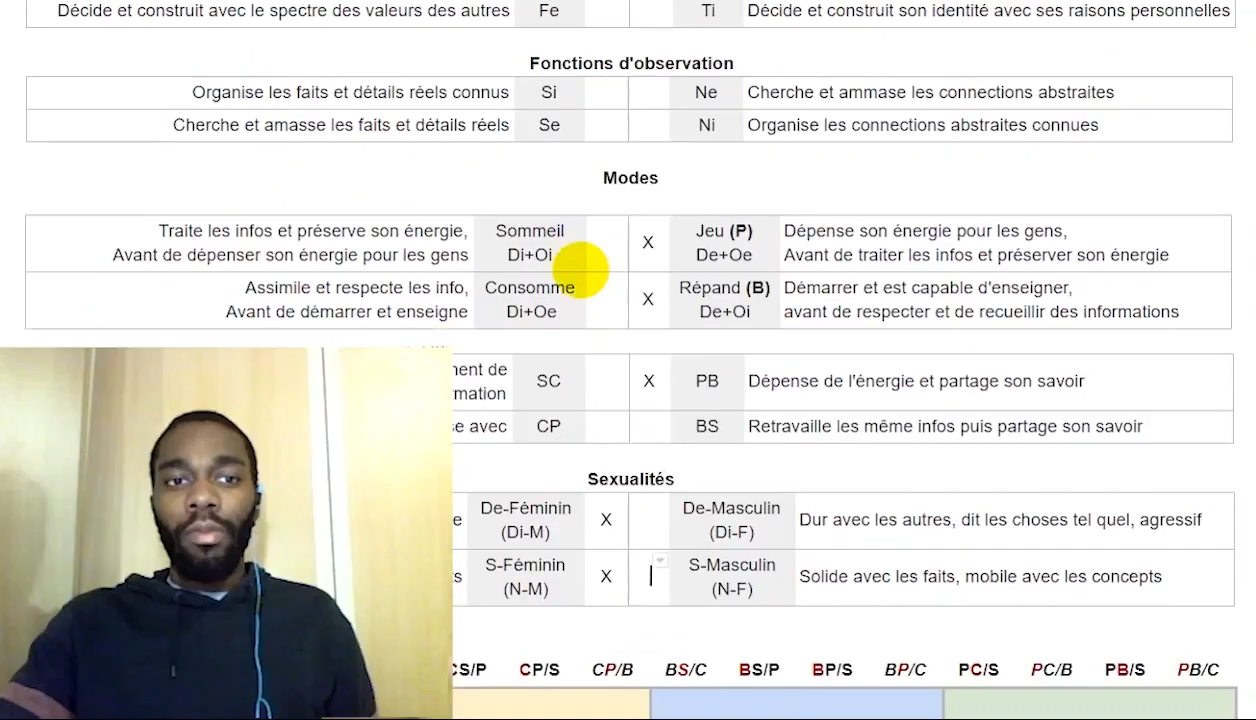 Décide et construit avec le spectre des valeurs des autres Fe Ti Décide et construit son identité avec ses raisons personnelles
Fonctions d'observation
Organise les faits et détails réels connus Si Ne Cherche et ammase les connections abstraites
Cherche et amasse les faits et détails réels Se Ni Organise les connections abstraites connues
Modes
Traite les infos et préserve son énergie, Sommeil Jeu (P) Dépense son énergie pour les gens,
Avant de dépenser son énergie pour les gens Di+Oi X De+Oe Avant de traiter les infos et préserver son énergie
Assimile et respecte les info, Consomme Répand (B) Démarrer et est capable d'enseigner,
Avant de démarrer et enseigne Di+Oe X De+Oi avant de respecter et de recueillir des informations
de
SC X PB Dépense de l'énergie et partage son savoir
avec CP BS Retravaille les même infos puis partage son savoir
Sexualités
De-Féminin X De-Masculin Dur avec les autres, dit les choses tel quel, agressif
(Di-M) (Di-F)
S-Féminin X S-Masculin Solide avec les faits, mobile avec les concepts
(N-M) (N-F)
CS/P CP/S CP/B BS/C BS/P BP/S BP/C PC/S PC/B PB/S PB/C